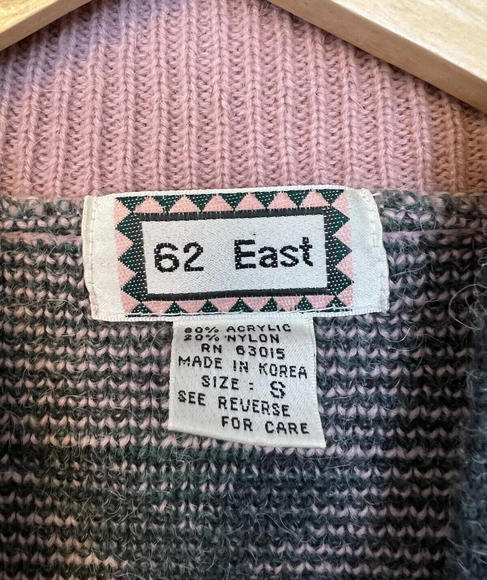 62 East
80% ACRYLIC
20% NYLON
RN 63015
MADE IN KOREA
SIZE : S
SEE REVERSE
FOR CARE